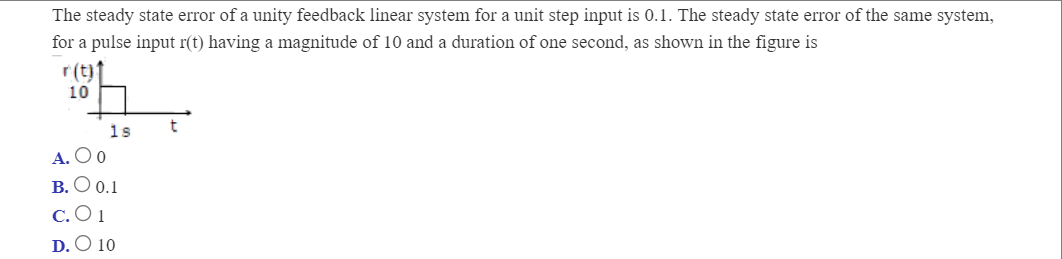 The steady state error of a unity feedback linear system for a unit step input is 0.1. The steady state error of the same system,
for a pulse input r(t) having a magnitude of 10 and a duration of one second, as shown in the figure is
r(t)
10
1s t
A. 0
B. 0.1
C. 1
D. 10